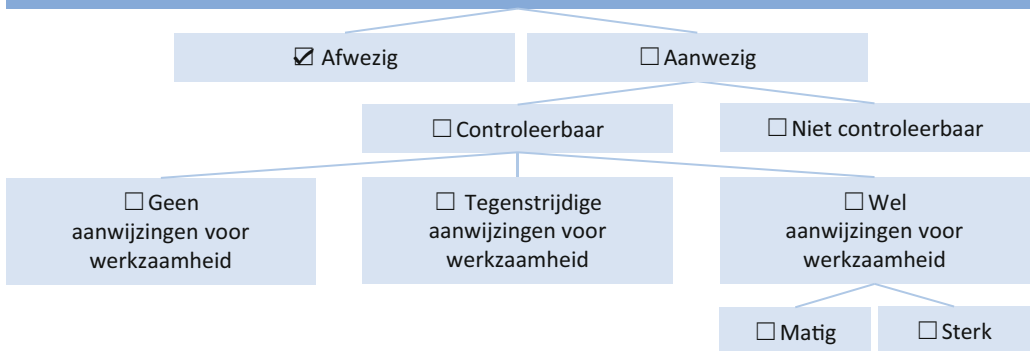 ☑ Afwezig
☐ Aanwezig
☐ Controleerbaar
☐ Niet controleerbaar
☐ Geen
aanwijzingen voor
werkzaamheid
☐ Tegenstrijdige
aanwijzingen voor
werkzaamheid
☐ Wel
aanwijzingen voor
werkzaamheid
☐ Matig
☐ Sterk